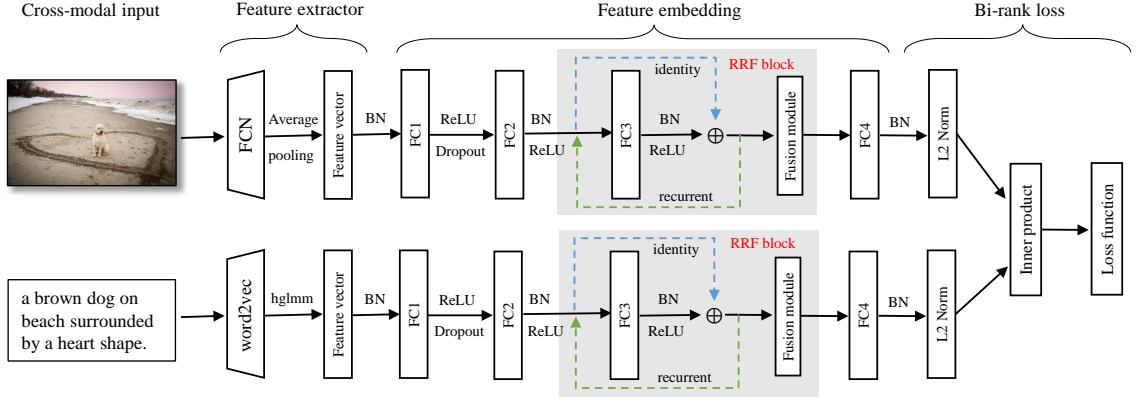 Cross-modal input
Feature extractor
Feature embedding
Bi-rank loss
FCN
Average
pooling
Feature vector
BN
FC1
ReLU
Dropout
FC2
BN
ReLU
identity
RRF block
FC3
BN
ReLU
recurrent
Fusion module
FC4
BN
L2 Norm
Inner product
Loss function
a brown dog on
beach surrounded
by a heart shape.
word2vec
hglmm
Feature vector
BN
FC1
ReLU
Dropout
FC2
BN
ReLU
identity
RRF block
FC3
BN
ReLU
recurrent
Fusion module
FC4
BN
L2 Norm